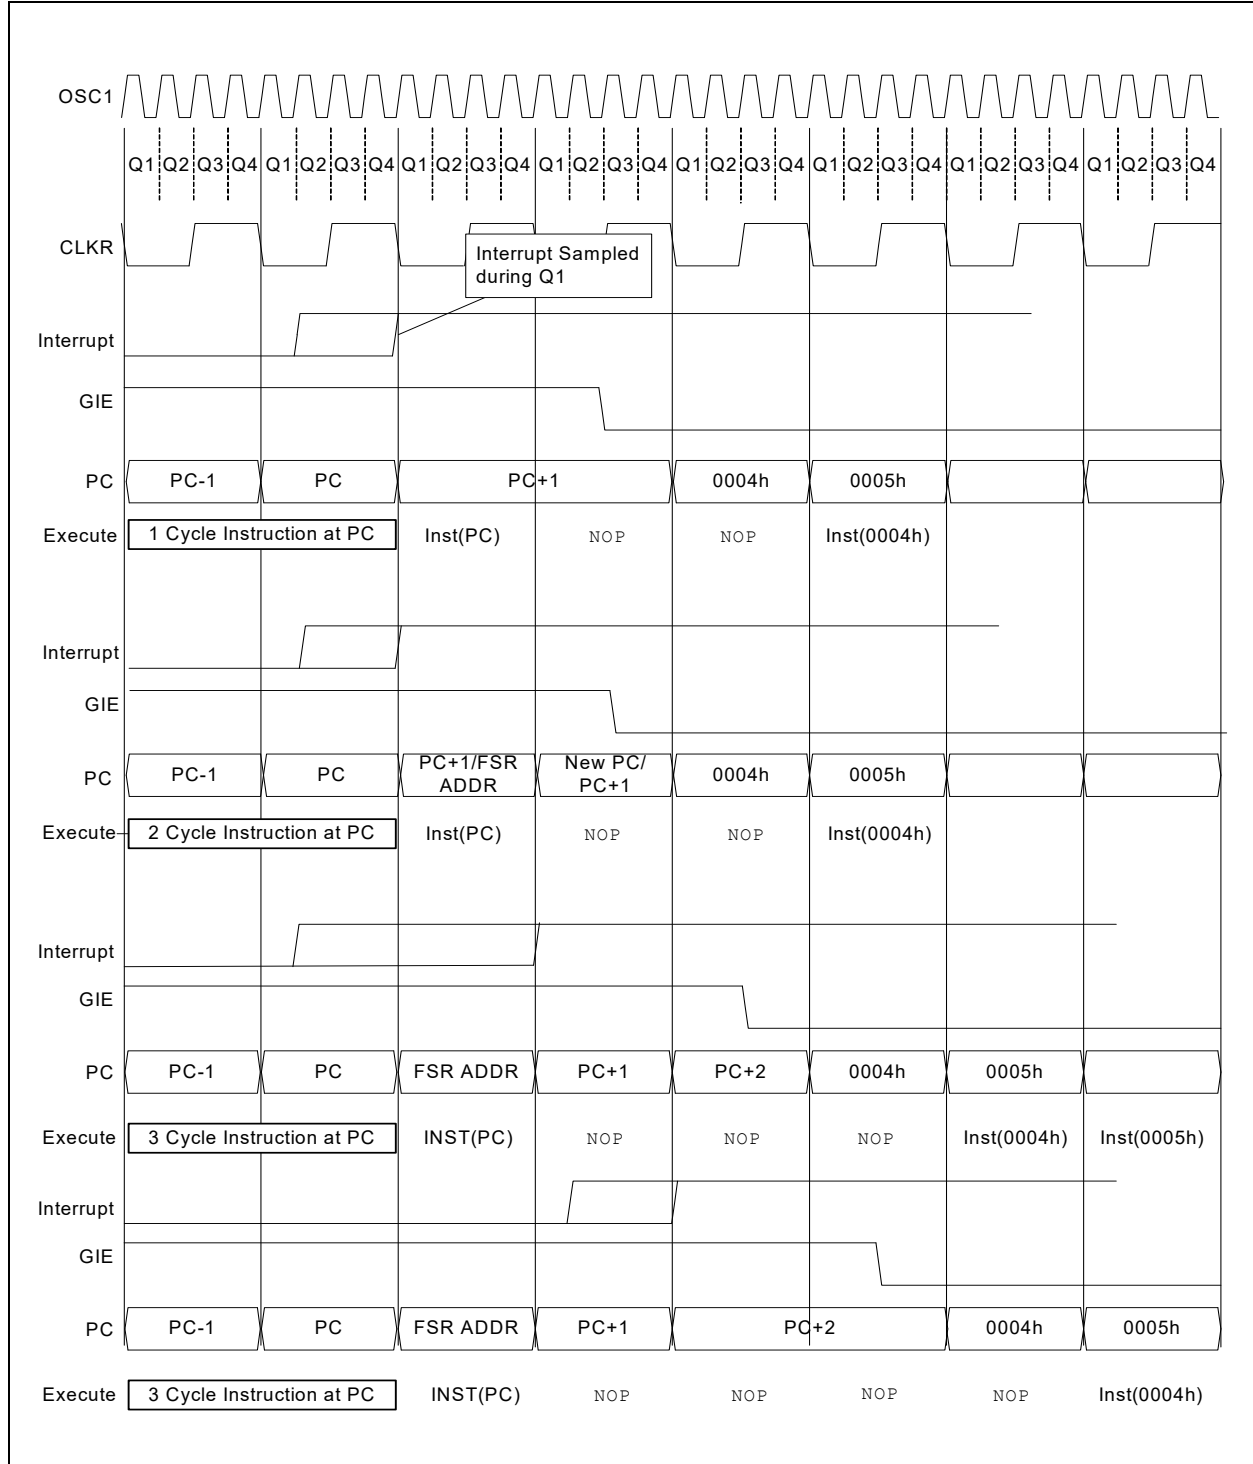 OSC1
Q1 Q2 Q3 Q4 Q1 Q2 Q3 Q4 Q1 Q2 Q3 Q4 Q1 Q2 Q3 Q4 Q1 Q2 Q3 Q4 Q1 Q2 Q3 Q4 Q1 Q2 Q3 Q4 Q1 Q2 Q3 Q4
CLKR
Interrupt Sampled
during Q1
Interrupt
GIE
PC PC-1 PC PC+1 0004h 0005h
Execute 1 Cycle Instruction at PC Inst(PC) NOP NOP Inst(0004h)
Interrupt
GIE
PC PC-1 PC PC+1/FSR ADDR New PC/ PC+1 0004h 0005h
Execute 2 Cycle Instruction at PC Inst(PC) NOP NOP Inst(0004h)
Interrupt
GIE
PC PC-1 PC FSR ADDR PC+1 PC+2 0004h 0005h
Execute 3 Cycle Instruction at PC INST(PC) NOP NOP NOP Inst(0004h) Inst(0005h)
Interrupt
GIE
PC PC-1 PC FSR ADDR PC+1 PC+2 0004h 0005h
Execute 3 Cycle Instruction at PC INST(PC) NOP NOP NOP NOP Inst(0004h)